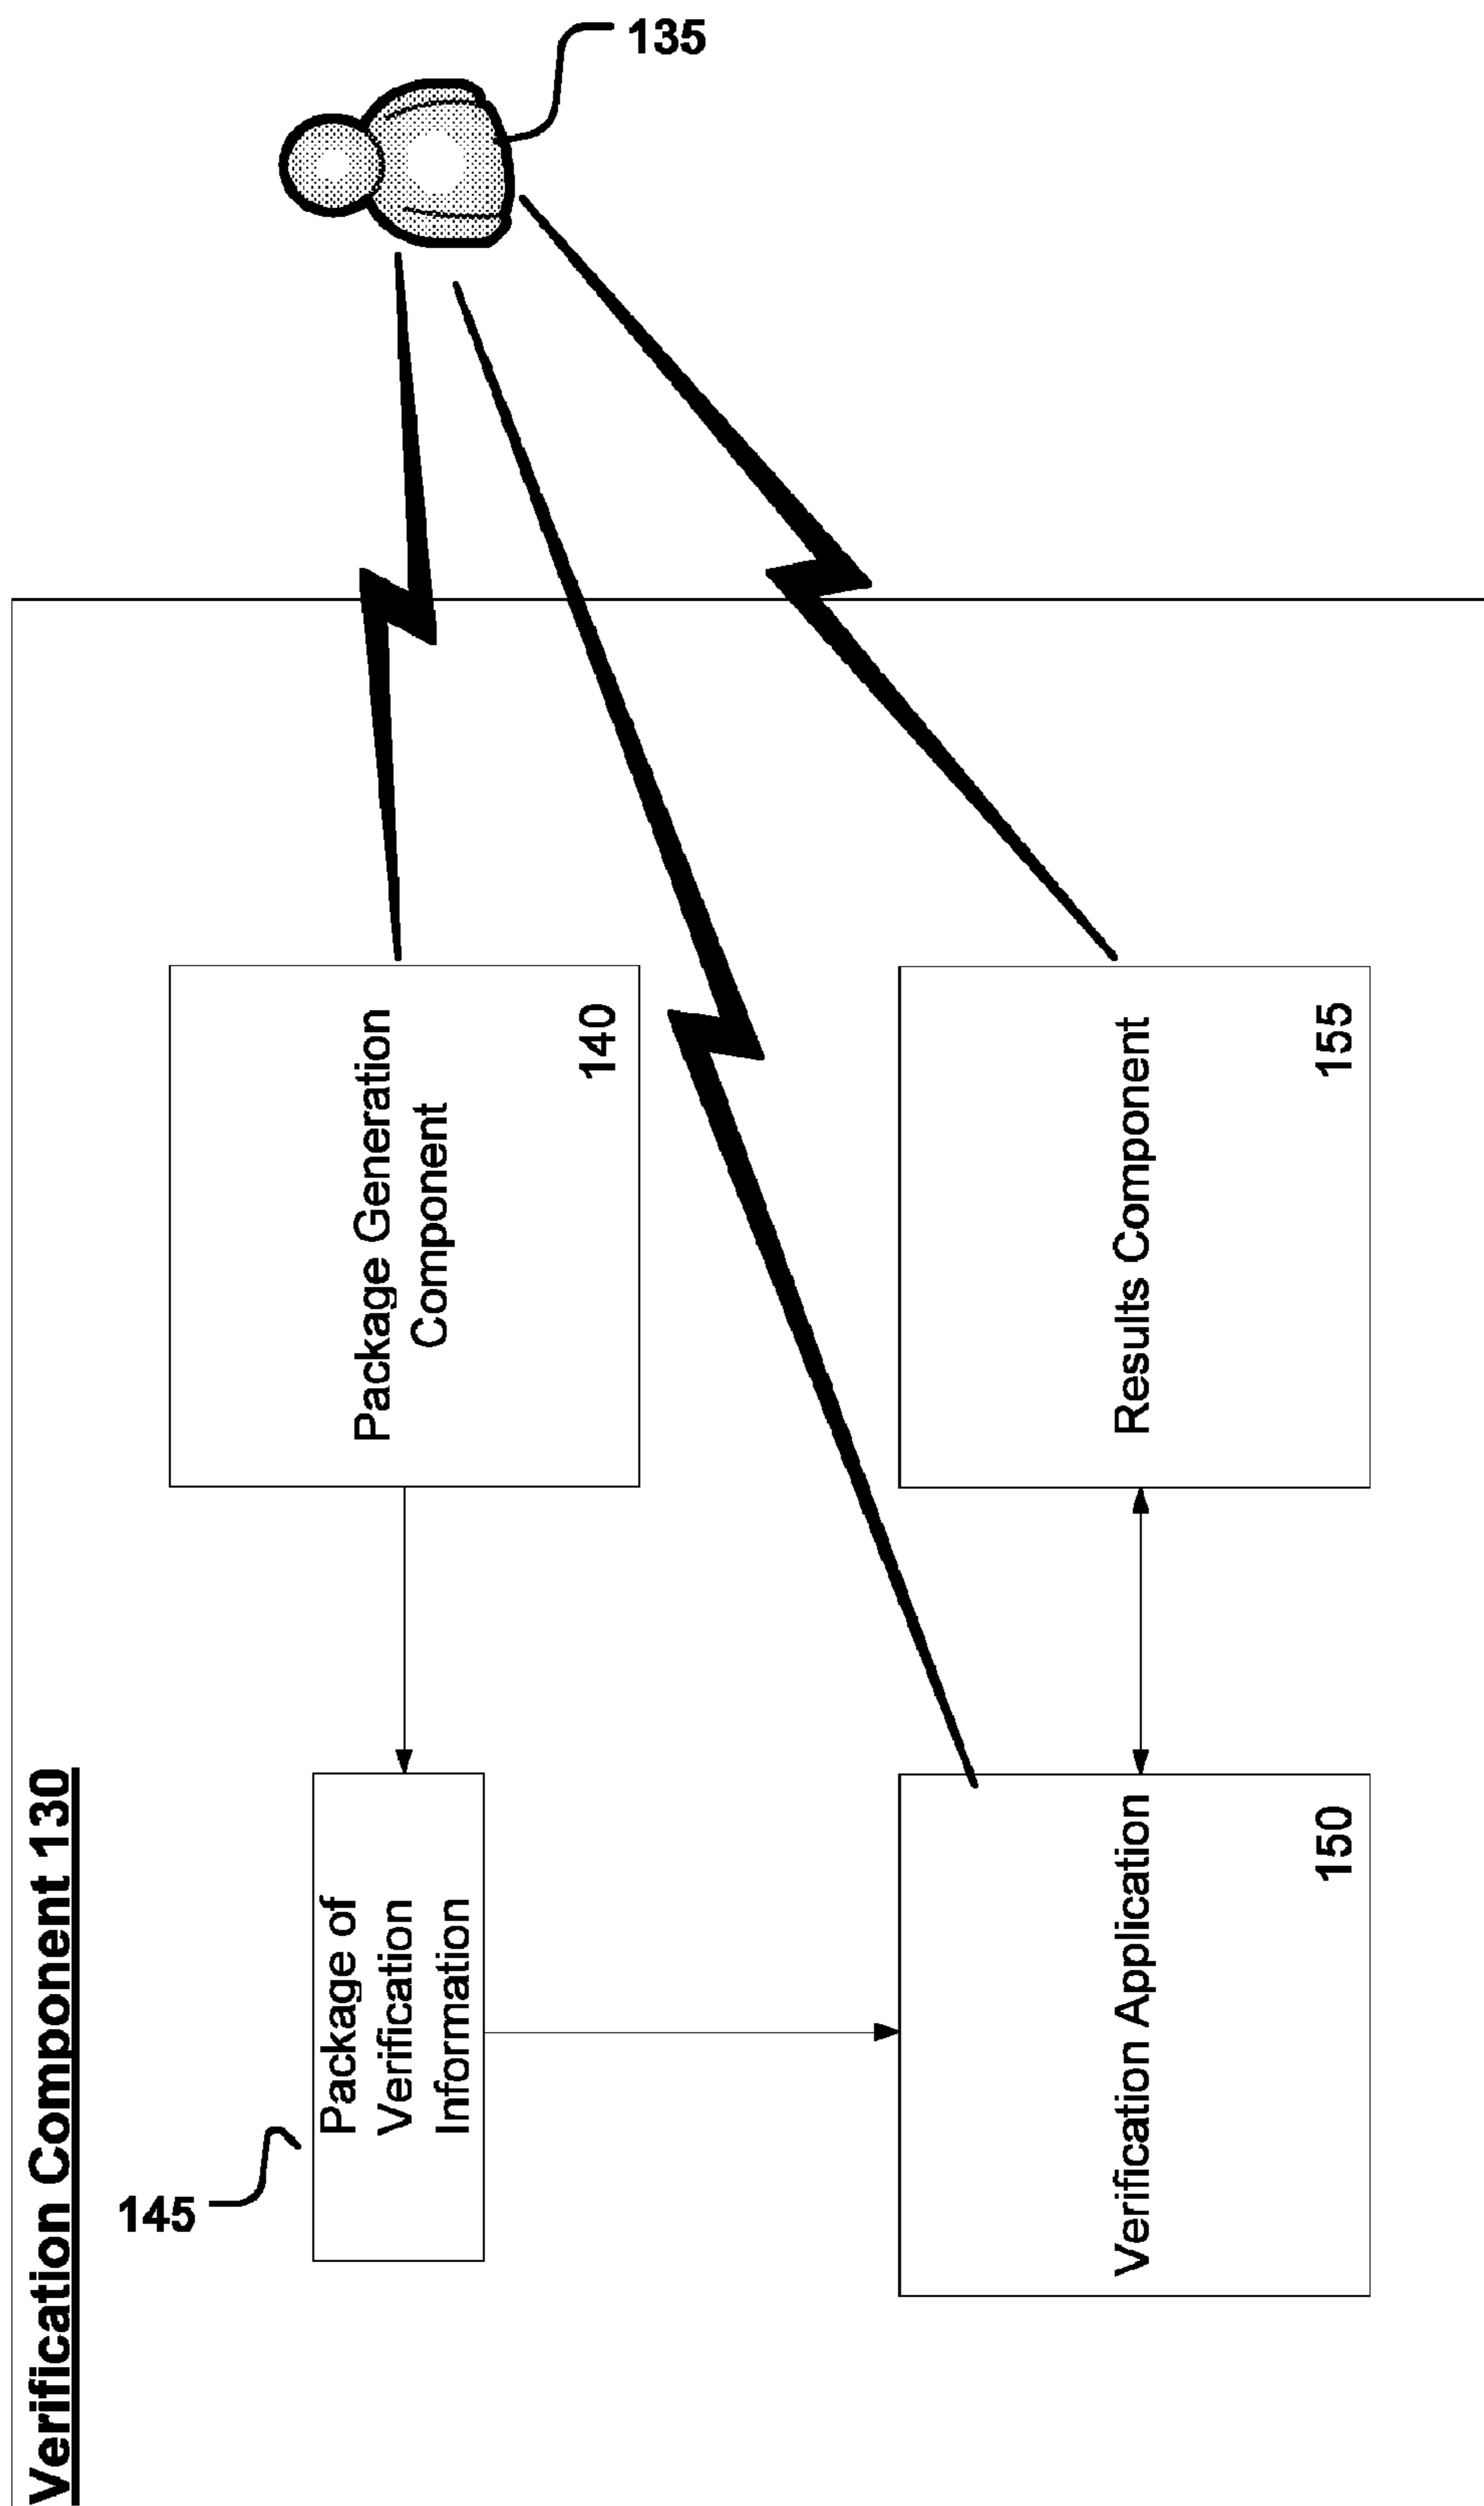 Verification Component 130
145
Package of
Verification
Information
Package Generation
Component
140
135
Verification Application
150
Results Component
155